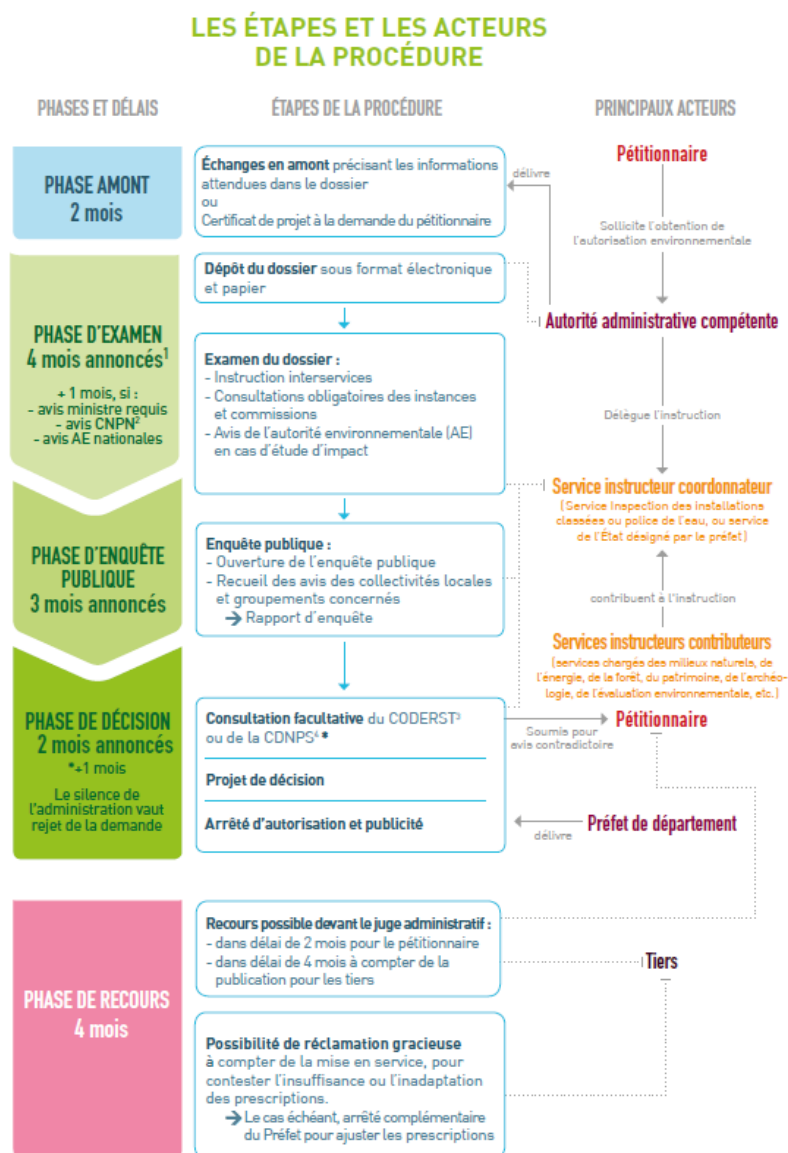 LES ÉTAPES ET LES ACTEURS
DE LA PROCÉDURE
PHASES ET DÉLAIS
ÉTAPES DE LA PROCÉDURE
PRINCIPAUX ACTEURS
PHASE AMONT
2 mois
Échanges en amont précisant les informations
attendues dans le dossier
ou
Certificat de projet à la demande du pétitionnaire
délivre
Pétitionnaire
Sollicite l'obtention de
l'autorisation environnementale
PHASE D'EXAMEN
4 mois annoncés¹
+ 1 mois, si :
- avis ministre requis
- avis CNPN²
- avis AE nationales
Dépôt du dossier sous format électronique
et papier
Autorité administrative compétente
Examen du dossier :
- Instruction interservices
- Consultations obligatoires des instances
et commissions
- Avis de l'autorité environnementale (AE)
en cas d'étude d'impact
Délègue l'instruction
Service instructeur coordonnateur
(Service Inspection des installations
classées ou police de l'eau, ou service
de l'État désigné par le préfet)
PHASE D'ENQUÊTE
PUBLIQUE
3 mois annoncés
Enquête publique :
- Ouverture de l'enquête publique
- Recueil des avis des collectivités locales
et groupements concernés
→ Rapport d'enquête
contribuent à l'instruction
Services instructeurs contributeurs
(services chargés des milieux naturels, de
l'énergie, de la forêt, du patrimoine, de l'archéo-
logie, de l'évaluation environnementale, etc.)
PHASE DE DÉCISION
2 mois annoncés
*+1 mois
Le silence de
l'administration vaut
rejet de la demande
Consultation facultative du CODERST³
ou de la CDNPS⁴ *
Projet de décision
Arrêté d'autorisation et publicité
Soumis pour
avis contradictoire
Pétitionnaire
délivre
Préfet de département
PHASE DE RECOURS
4 mois
Recours possible devant le juge administratif :
- dans délai de 2 mois pour le pétitionnaire
- dans délai de 4 mois à compter de la
publication pour les tiers
Tiers
Possibilité de réclamation gracieuse
à compter de la mise en service, pour
contester l'insuffisance ou l'inadaptation
des prescriptions.
→ Le cas échéant, arrêté complémentaire
du Préfet pour ajuster les prescriptions